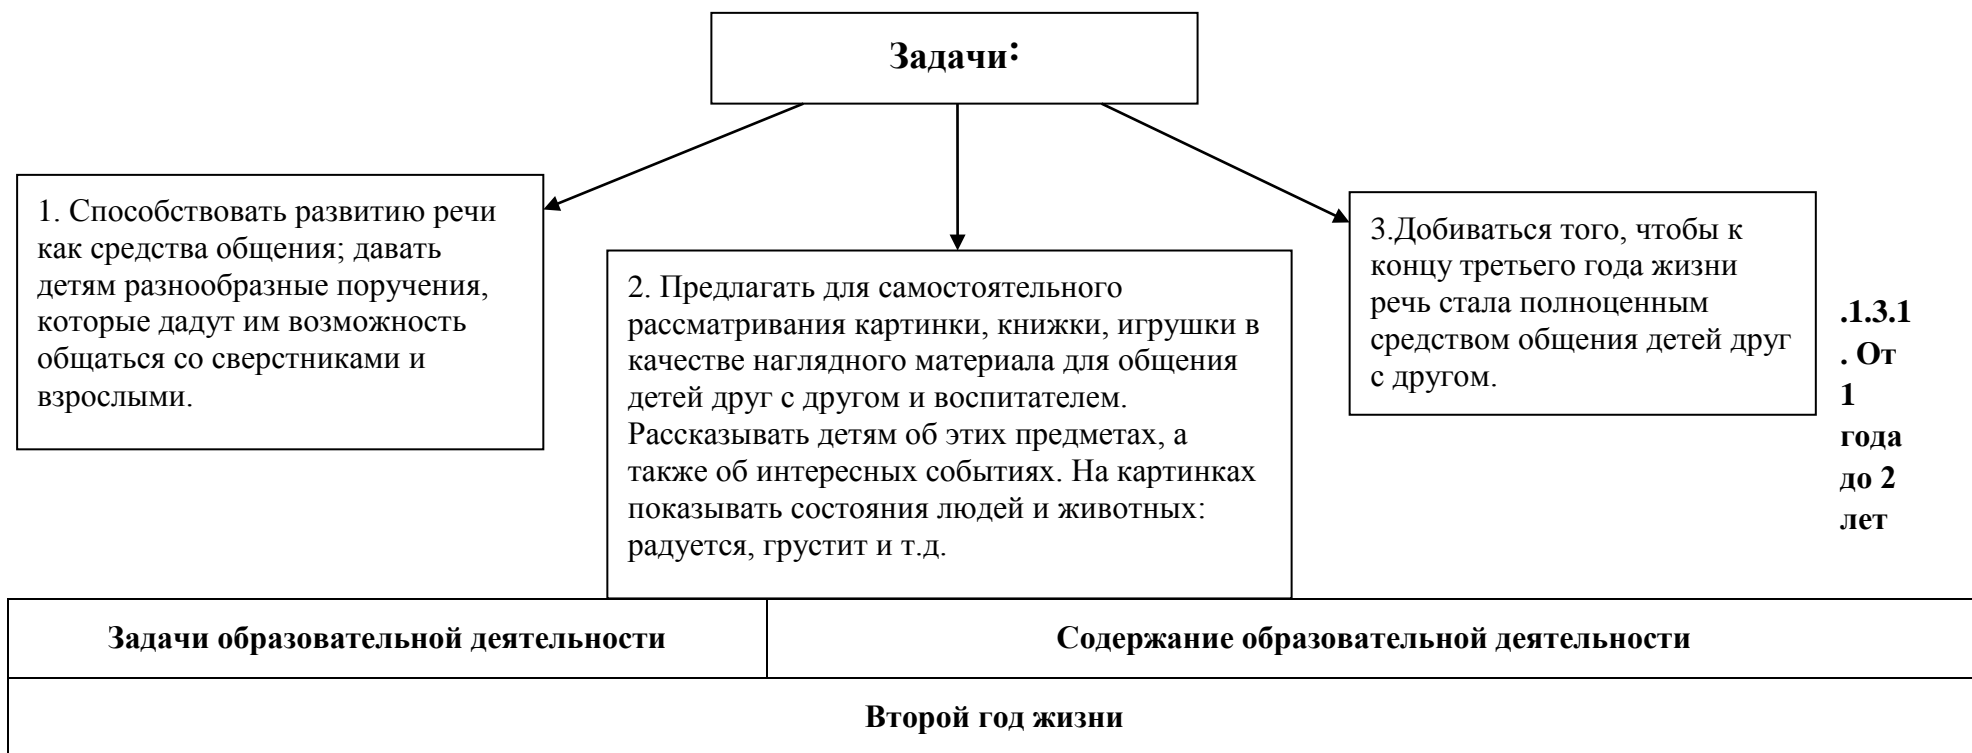 Задачи:
1. Способствовать развитию речи
как средства общения; давать
детям разнообразные поручения,
которые дадут им возможность
общаться со сверстниками и
взрослыми.
2. Предлагать для самостоятельного
рассматривания картинки, книжки, игрушки в
качестве наглядного материала для общения
детей друг с другом и воспитателем.
Рассказывать детям об этих предметах, а
также об интересных событиях. На картинках
показывать состояния людей и животных:
радуется, грустит и т.д.
3.Добиваться того, чтобы к
концу третьего года жизни
речь стала полноценным
средством общения детей друг
с другом.
.1.3.1
. От
1
года
до 2
лет
Задачи образовательной деятельности
Содержание образовательной деятельности
Второй год жизни